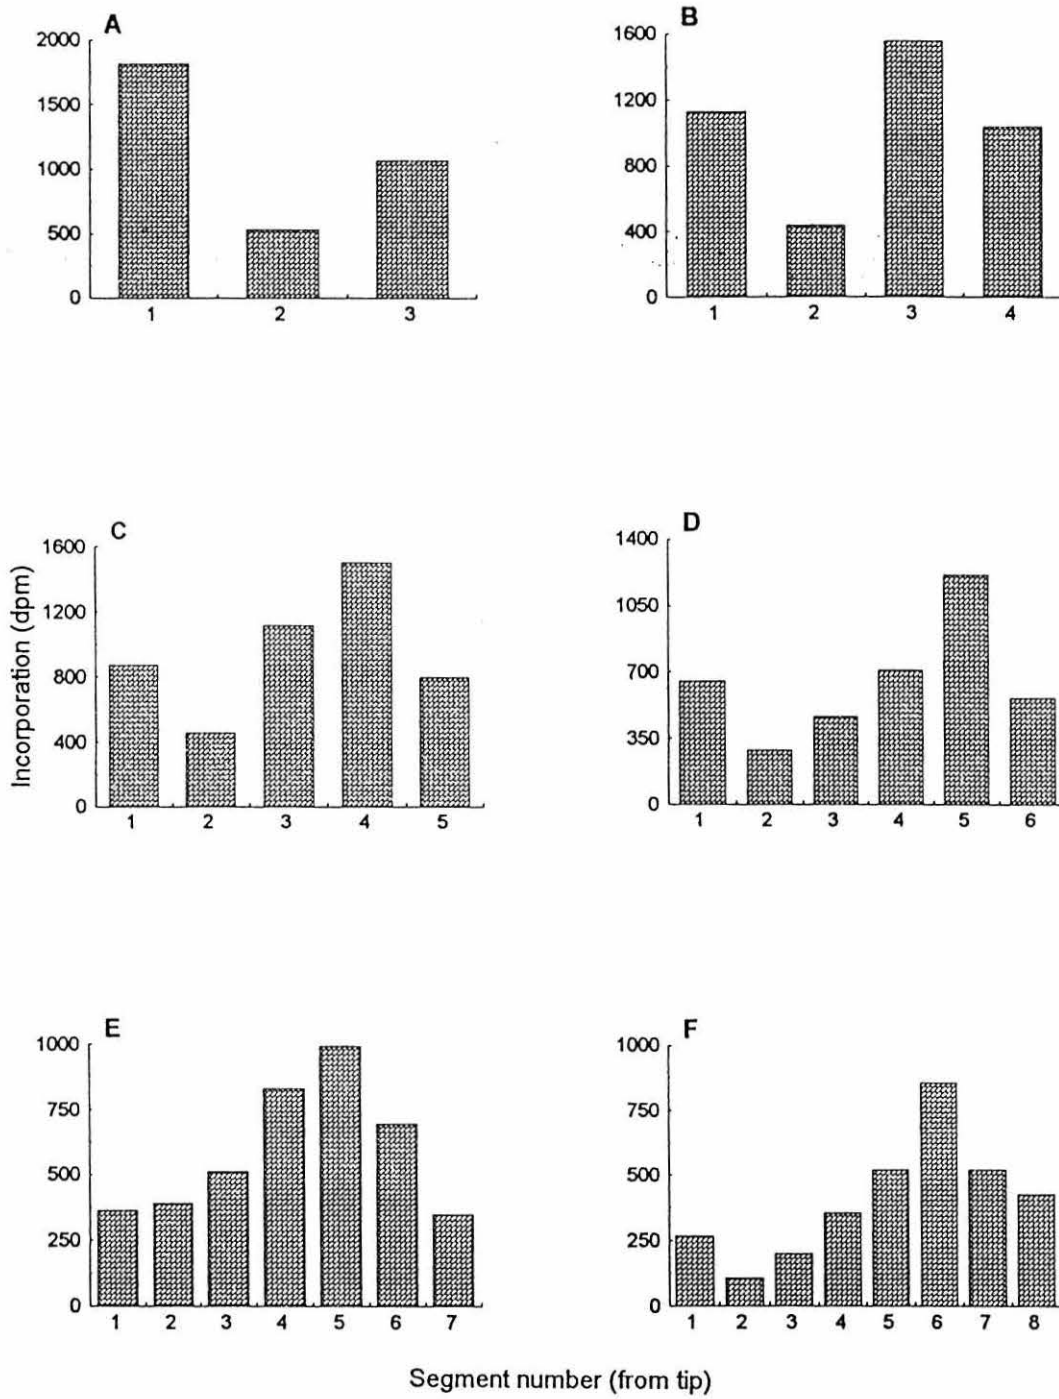 A
2000
1500
1000
500
0
1 2 3
B
1600
1200
800
400
0
1 2 3 4
C
1600
1200
800
400
0
1 2 3 4 5
D
1400
1050
700
350
0
1 2 3 4 5 6
Incorporation (dpm)
E
1000
750
500
250
0
1 2 3 4 5 6 7
F
1000
750
500
250
0
1 2 3 4 5 6 7 8
Segment number (from tip)